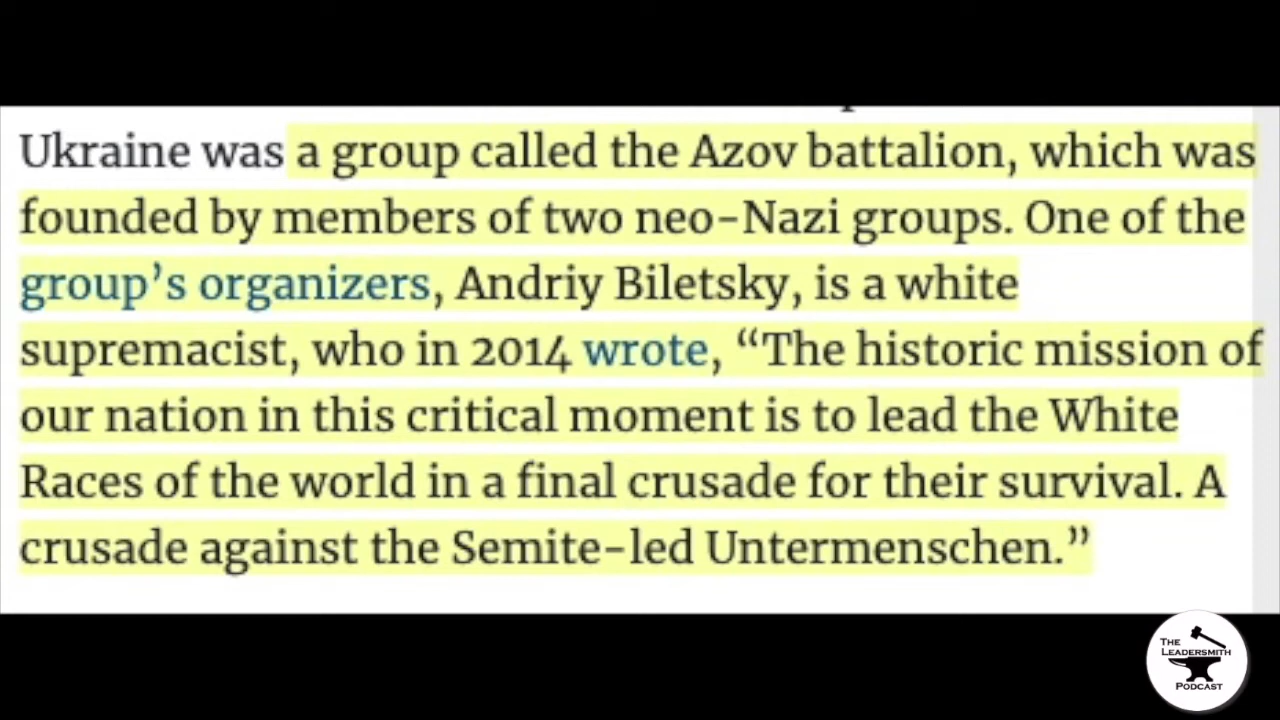 Ukraine was a group called the Azov battalion, which was
founded by members of two neo-Nazi groups. One of the
group’s organizers, Andriy Biletsky, is a white
supremacist, who in 2014 wrote, “The historic mission of
our nation in this critical moment is to lead the White
Races of the world in a final crusade for their survival. A
crusade against the Semite-led Untermenschen.”
THE
LEADERSMITH
PODCAST